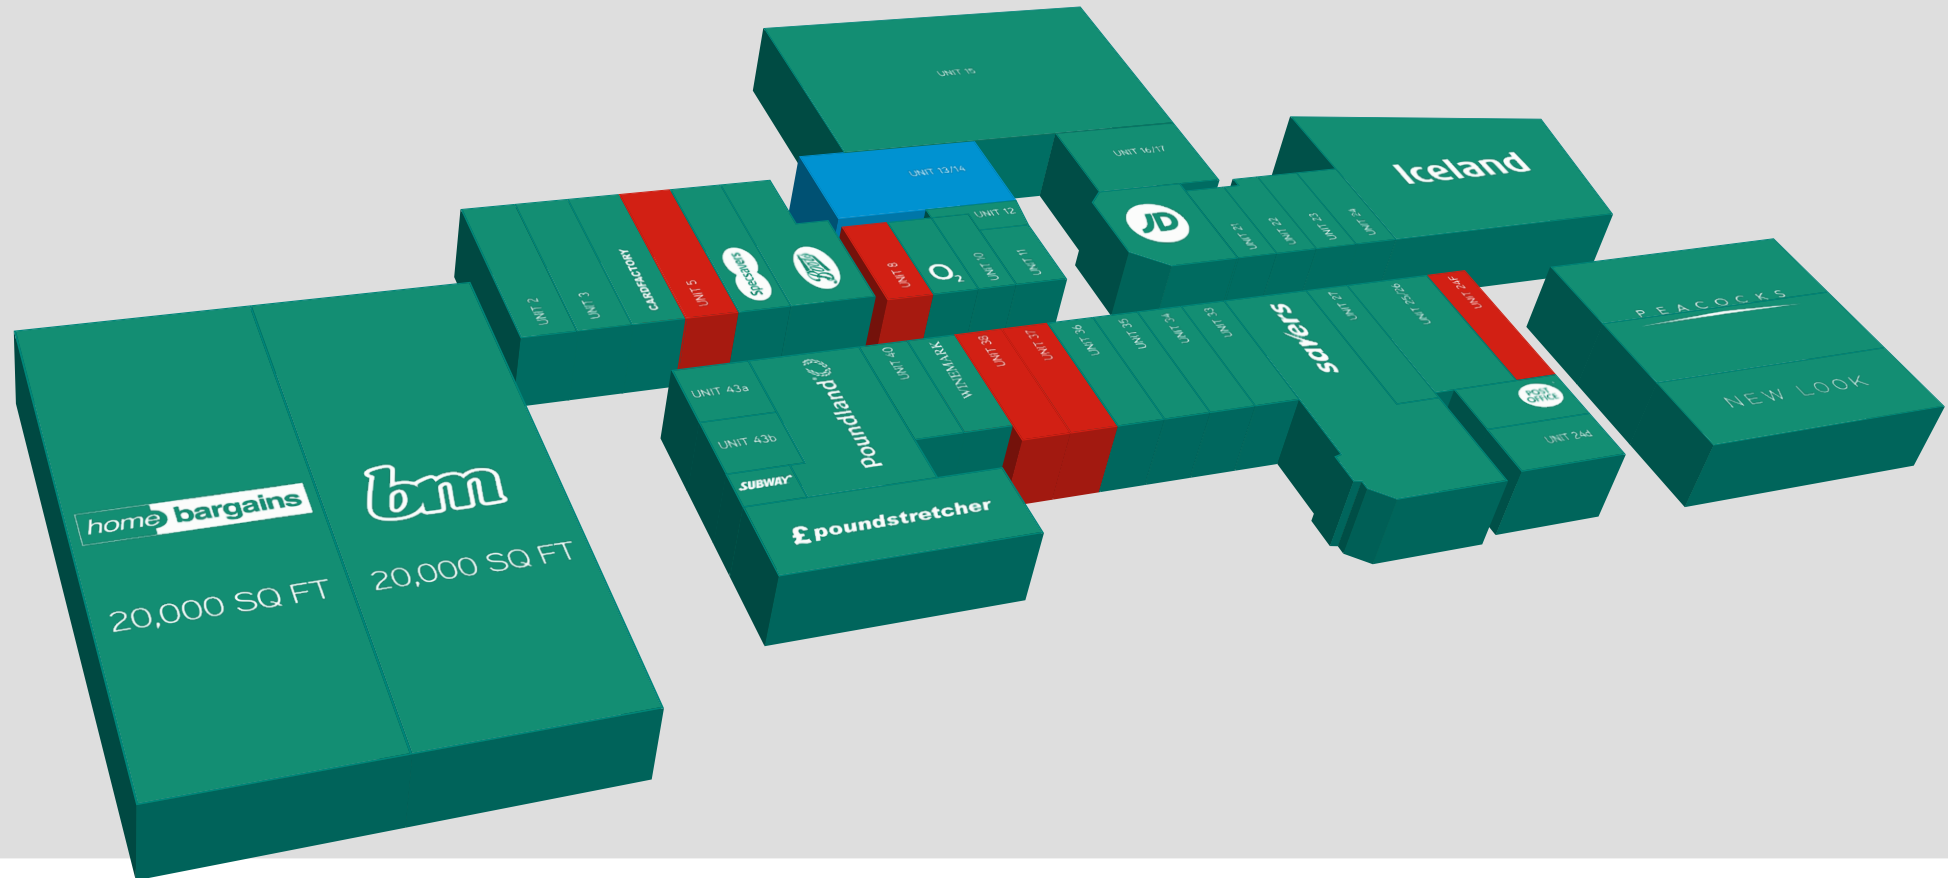 UNIT 15
UNIT 13/14
UNIT 16/17
Iceland
UNIT 2
UNIT 3
CARDFACTORY
UNIT 5
Specsavers
Boots
UNIT 8
O2
UNIT 10
UNIT 11
UNIT 12
JD
UNIT 21
UNIT 22
UNIT 23
UNIT 24
PEACOCKS
NEW LOOK
UNIT 43a
UNIT 43b
SUBWAY
Poundland
UNIT 40
WINEMARK
UNIT 38
UNIT 37
UNIT 36
UNIT 35
UNIT 34
UNIT 33
savers
UNIT 27
UNIT 25-26
UNIT 24F
POST
OFFICE
UNIT 24d
£poundstretcher
home bargains
20,000 SQ FT
bm
20,000 SQ FT